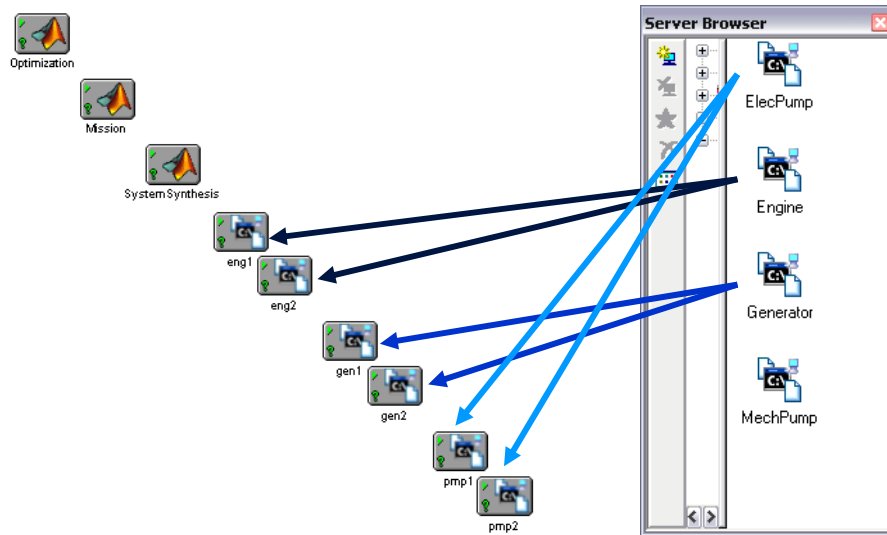 Server Browser
Optimization
Mission
SystemSynthesis
eng1
eng2
gen1
gen2
pmp1
pmp2
C:\
ElecPump
C:\
Engine
C:\
Generator
C:\
MechPump